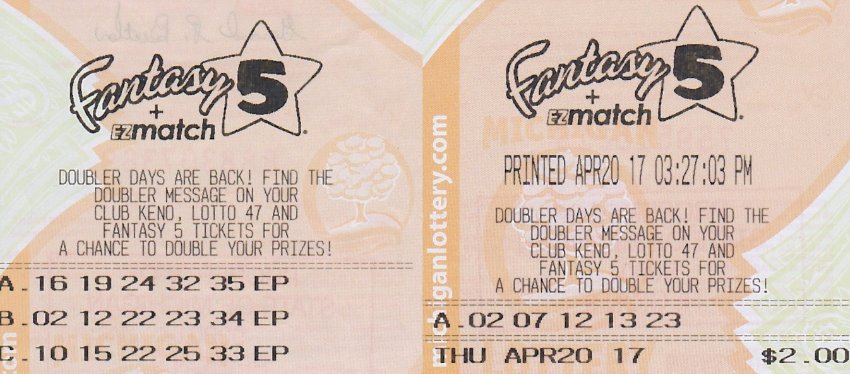 Fantasy 5
+
EZmatch
DOUBLER DAYS ARE BACK! FIND THE
DOUBLER MESSAGE ON YOUR
CLUB KENO, LOTTO 47 AND
FANTASY 5 TICKETS FOR
A CHANCE TO DOUBLE YOUR PRIZES!
A.16 19 24 32 35 EP
B.02 12 22 23 34 EP
C.10 15 22 25 33 EP
Fantasy 5
+
EZmatch
MICHIGAN
PRINTED APR20 17 03:27:03 PM
DOUBLER DAYS ARE BACK! FIND THE
DOUBLER MESSAGE ON YOUR
CLUB KENO, LOTTO 47 AND
FANTASY 5 TICKETS FOR
A CHANCE TO DOUBLE YOUR PRIZES!
A.02 07 12 13 23
THU APR20 17 $2.00
michiganlottery.com